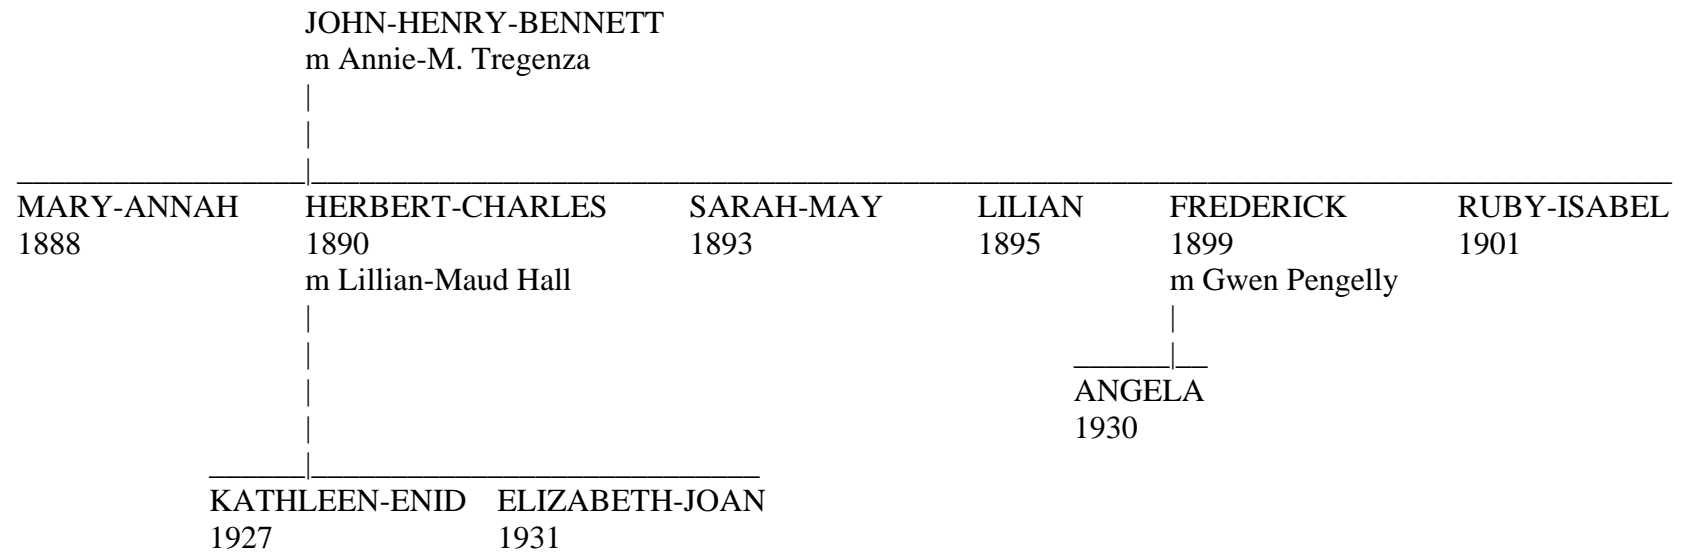 JOHN-HENRY-BENNETT
m Annie-M. Tregenza
MARY-ANNAH HERBERT-CHARLES SARAH-MAY LILIAN FREDERICK RUBY-ISABEL
1888 1890 1893 1895 1899 1901
m Lillian-Maud Hall m Gwen Pengelly
ANGELA
1930
KATHLEEN-ENID ELIZABETH-JOAN
1927 1931